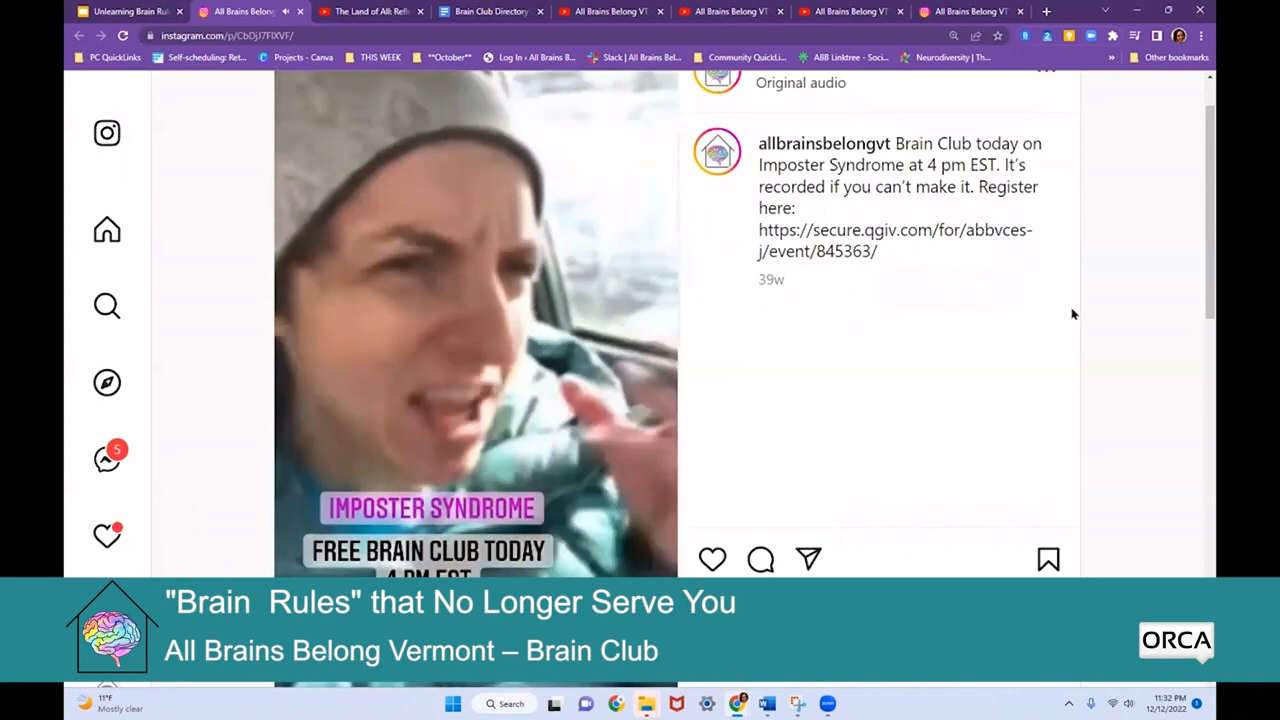 Unlearning Brain Rul
All Brains Belong
The Land of All: Refl
Brain Club Directory
All Brains Belong VT
All Brains Belong VT
All Brains Belong VT
All Brains Belong VT
instagram.com/p/CbDjJ7FlXVF/
PC QuickLinks
Self-scheduling: Ret...
Projects - Canva
THIS WEEK
**October**
Log In ‹ All Brains B...
Slack | All Brains Bel...
Community QuickLi...
ABB Linktree - Soci...
Neurodiversity | Th...
Other bookmarks
Original audio
allbrainsbelongvt Brain Club today on
Imposter Syndrome at 4 pm EST. It's
recorded if you can't make it. Register
here:
https://secure.qgiv.com/for/abbvces-
j/event/845363/
39w
5
IMPOSTER SYNDROME
FREE BRAIN CLUB TODAY
4 PM EST
"Brain Rules" that No Longer Serve You
All Brains Belong Vermont – Brain Club
ORCA
11°F
Mostly clear
Search
11:32 PM
12/12/2022